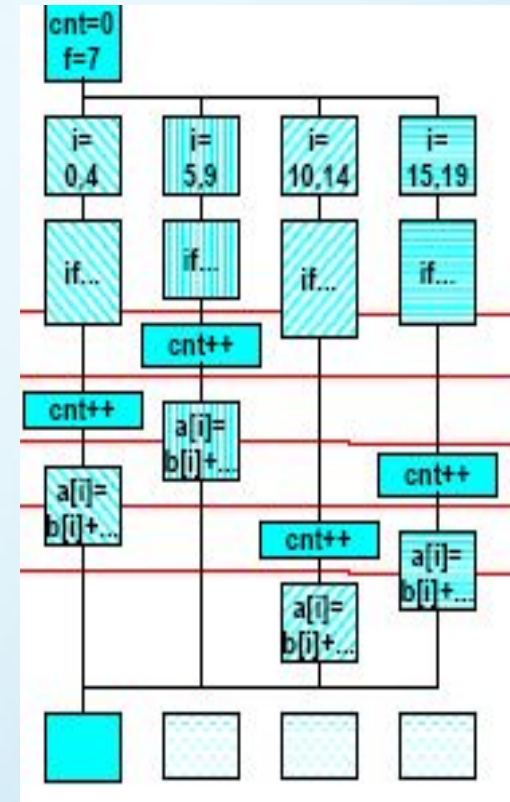 cnt=0
f=7
i=
0,4
i=
5,9
i=
10,14
i=
15,19
if...
if...
if...
if...
cnt++
cnt++
a[i]=
b[i]+...
cnt++
a[i]=
b[i]+...
cnt++
a[i]=
b[i]+...
a[i]=
b[i]+...